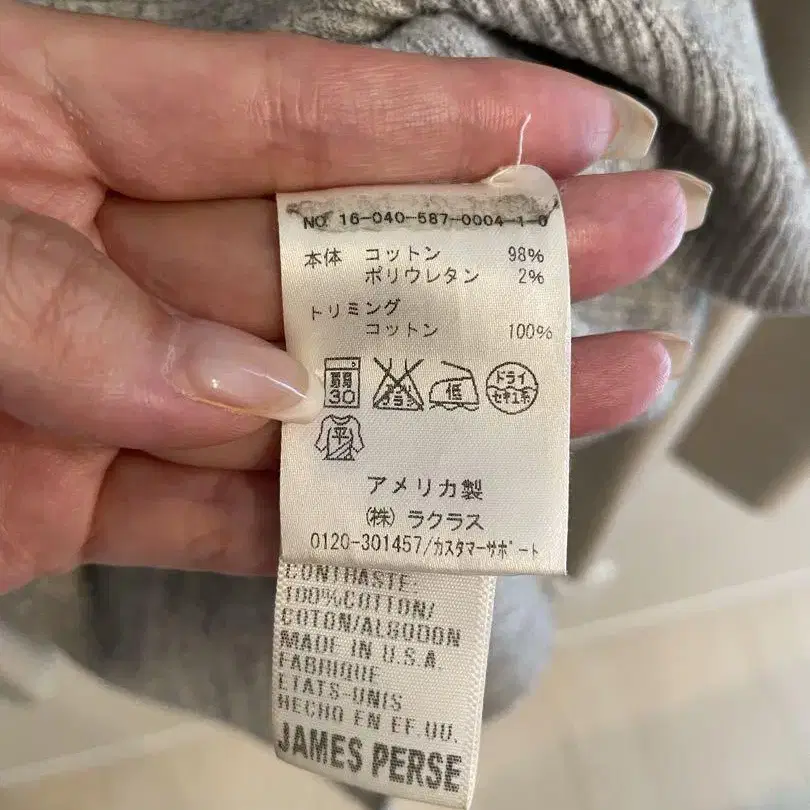 NO. 16-040-587-0004-1-0
本体 コットン 98%
ポリウレタン 2%
トリミング
コットン 100%
30
低
ドライ
セキユ系
平
アメリカ製
(株) ラクラス
0120-301457/カスタマーサポート
CONTRASTE:
100%COTTON/
COTON/ALGODON
MADE IN U.S.A.
FABRIQUE
ETATS-UNIS
HECHO EN EF.UU.
JAMES PERSE